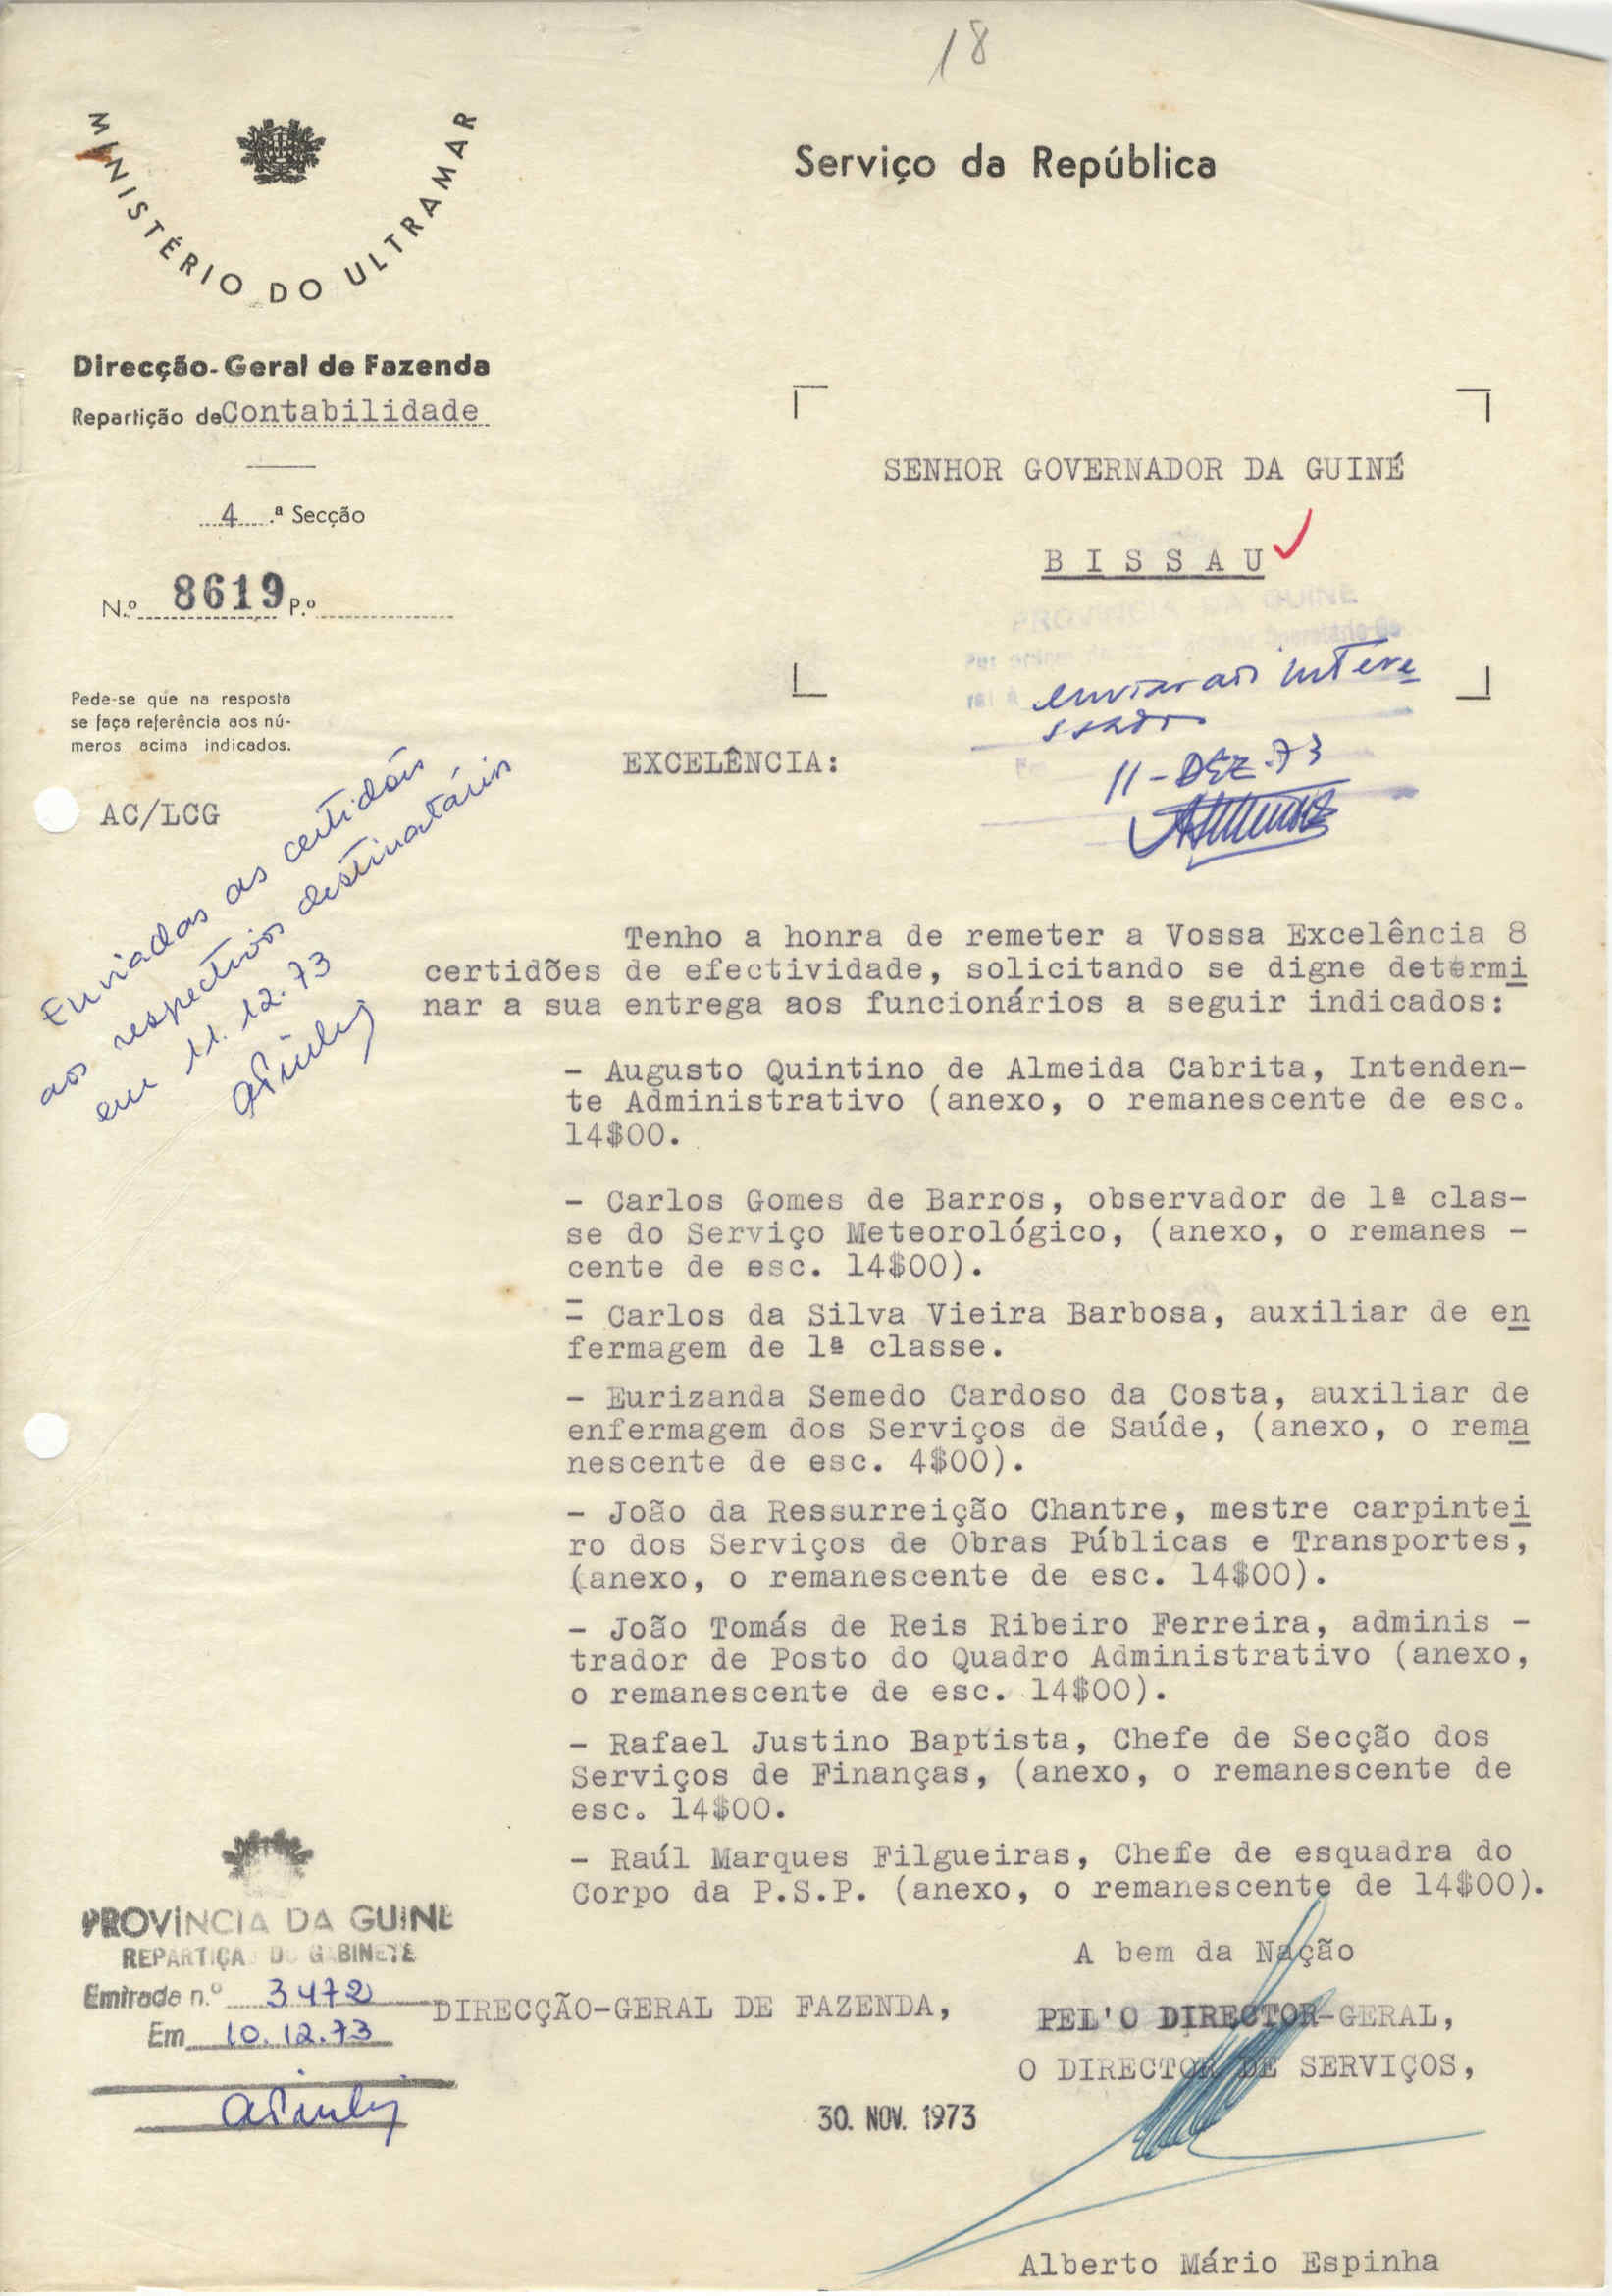 18
MINISTÉRIO DO ULTRAMAR
Serviço da República
Direcção-Geral de Fazenda
Repartição de Contabilidade
4.ª Secção
N.º 8619 P.º
Pede-se que na resposta
se faça referência aos nú-
meros acima indicados.
AC/LCG
SENHOR GOVERNADOR DA GUINÉ
B I S S A U
PROVÍNCIA DA GUINÉ
enviar aos intere
ssados
11-DEZ.73
EXCELÊNCIA:
Enviadas as certidões
aos respectivos destinatários
em 11.12.73
Tenho a honra de remeter a Vossa Excelência 8
certidões de efectividade, solicitando se digne determi
nar a sua entrega aos funcionários a seguir indicados:
- Augusto Quintino de Almeida Cabrita, Intenden-
te Administrativo (anexo, o remanescente de esc.
14$00.
- Carlos Gomes de Barros, observador de 1ª clas-
se do Serviço Meteorológico, (anexo, o remanes -
cente de esc. 14$00).
- Carlos da Silva Vieira Barbosa, auxiliar de en
fermagem de 1ª classe.
- Eurizanda Semedo Cardoso da Costa, auxiliar de
enfermagem dos Serviços de Saúde, (anexo, o rema
nescente de esc. 4$00).
- João da Ressurreição Chantre, mestre carpintei
ro dos Serviços de Obras Públicas e Transportes,
(anexo, o remanescente de esc. 14$00).
- João Tomás de Reis Ribeiro Ferreira, adminis -
trador de Posto do Quadro Administrativo (anexo,
o remanescente de esc. 14$00).
- Rafael Justino Baptista, Chefe de Secção dos
Serviços de Finanças, (anexo, o remanescente de
esc. 14$00.
- Raúl Marques Filgueiras, Chefe de esquadra do
Corpo da P.S.P. (anexo, o remanescente de 14$00).
A bem da Nação
PROVÍNCIA DA GUINÉ
REPARTIÇÃO DO GABINETE
Entrada n.º 3472
Em 10.12.73
DIRECÇÃO-GERAL DE FAZENDA,
PEL'O DIRECTOR-GERAL,
O DIRECTOR DE SERVIÇOS,
30. NOV. 1973
Alberto Mário Espinha